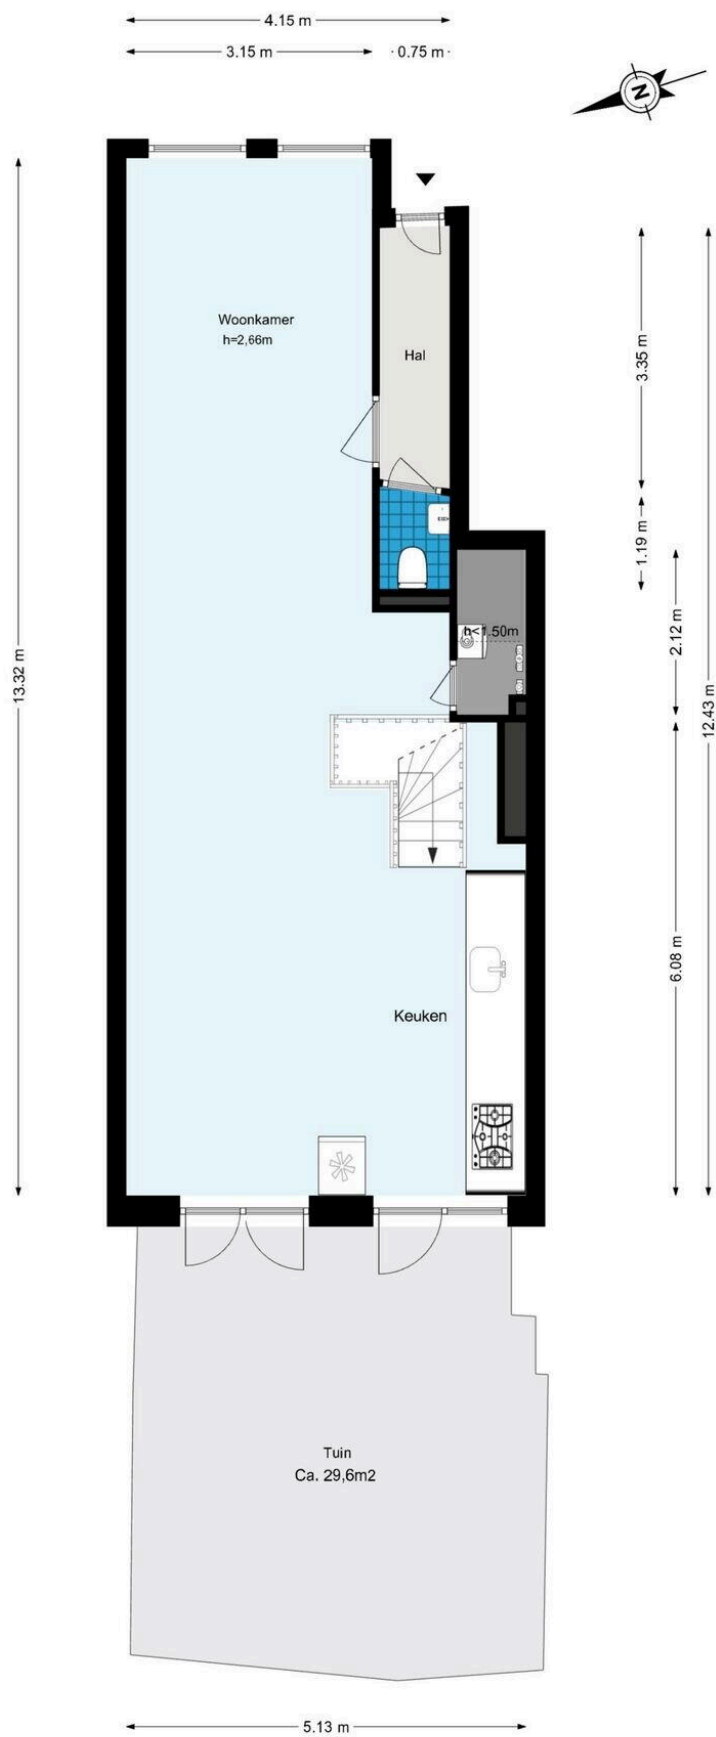 4.15 m
3.15 m
0.75 m
N
Woonkamer
h=2,66m
Hal
3.35 m
1.19 m
h<1.50m
2.12 m
13.32 m
12.43 m
6.08 m
Keuken
Tuin
Ca. 29,6m2
5.13 m